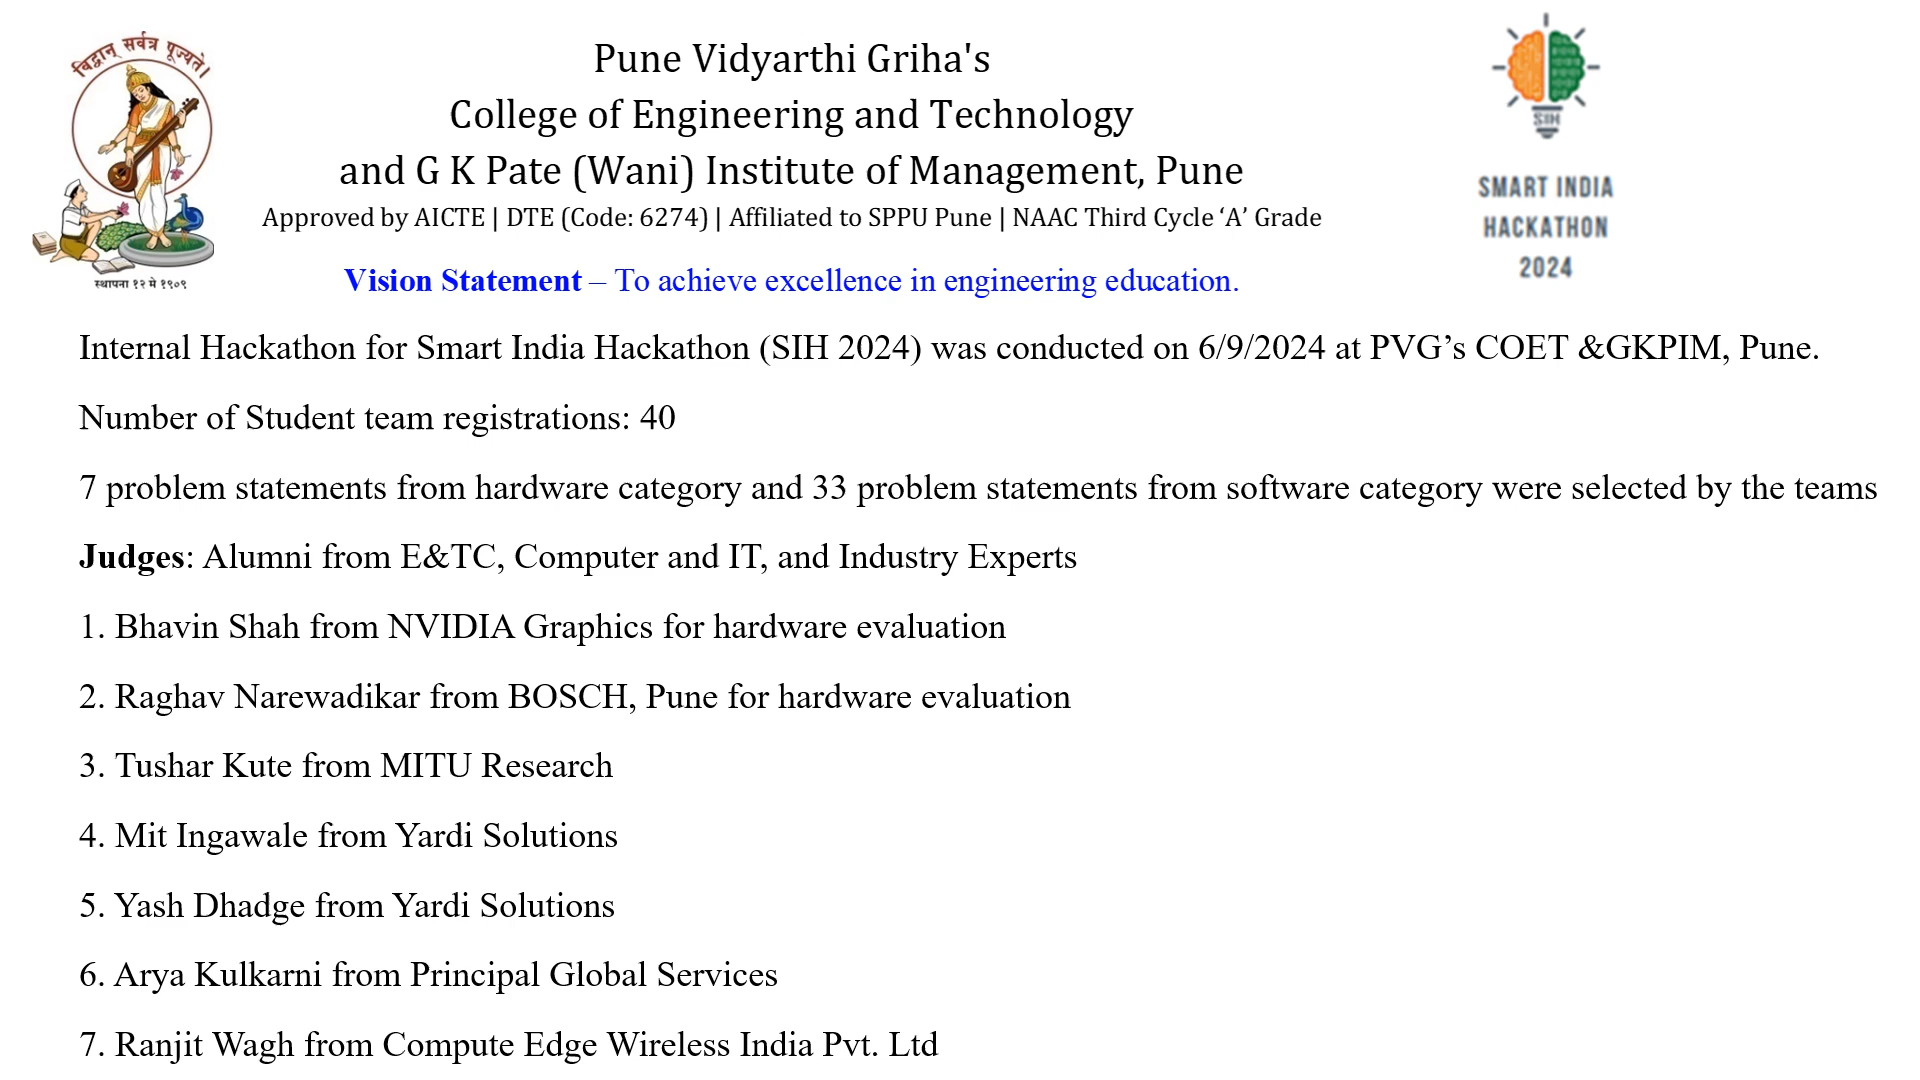 विद्वान् सर्वत्र पूज्यते।
स्थापना १२ मे १९०९
Pune Vidyarthi Griha's
College of Engineering and Technology
and G K Pate (Wani) Institute of Management, Pune
Approved by AICTE | DTE (Code: 6274) | Affiliated to SPPU Pune | NAAC Third Cycle ‘A’ Grade
Vision Statement – To achieve excellence in engineering education.
SIH
SMART INDIA
HACKATHON
2024
Internal Hackathon for Smart India Hackathon (SIH 2024) was conducted on 6/9/2024 at PVG’s COET &GKPIM, Pune.
Number of Student team registrations: 40
7 problem statements from hardware category and 33 problem statements from software category were selected by the teams
Judges: Alumni from E&TC, Computer and IT, and Industry Experts
1. Bhavin Shah from NVIDIA Graphics for hardware evaluation
2. Raghav Narewadikar from BOSCH, Pune for hardware evaluation
3. Tushar Kute from MITU Research
4. Mit Ingawale from Yardi Solutions
5. Yash Dhadge from Yardi Solutions
6. Arya Kulkarni from Principal Global Services
7. Ranjit Wagh from Compute Edge Wireless India Pvt. Ltd